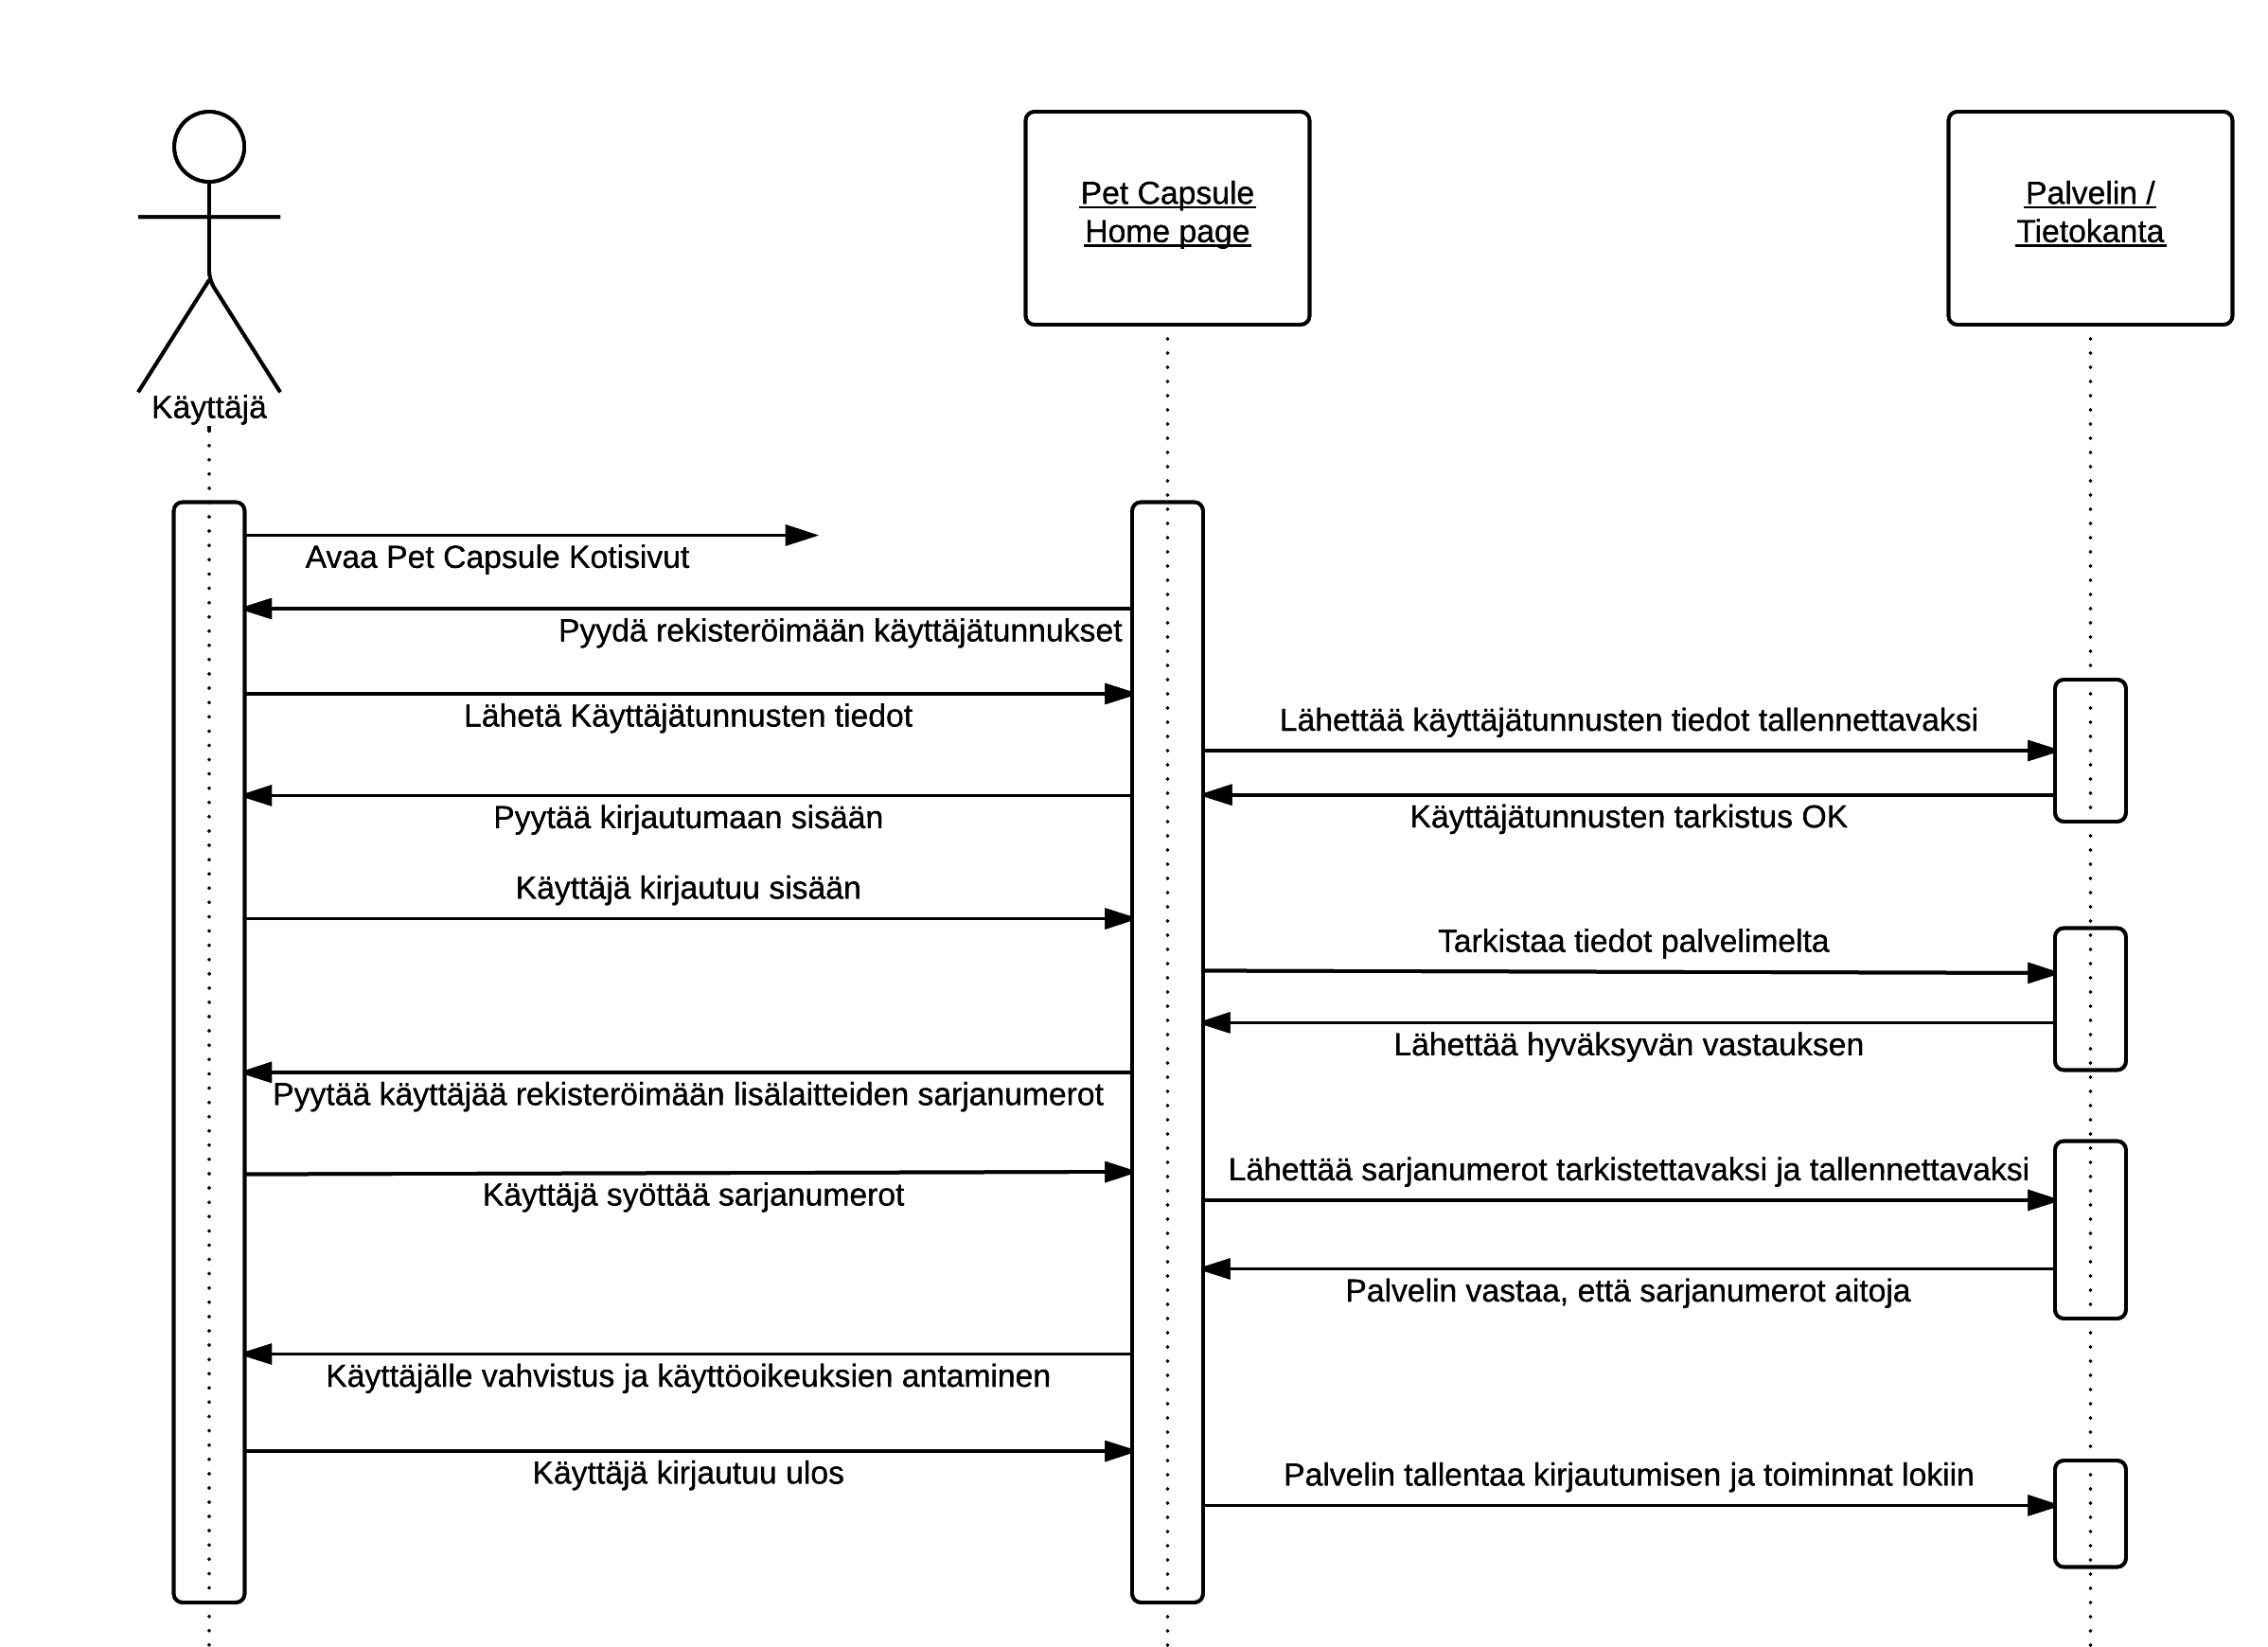 Pet Capsule
Home page
Palvelin /
Tietokanta
Käyttäjä
Avaa Pet Capsule Kotisivut
Pyydä rekisteröimään käyttäjätunnukset
Lähetä Käyttäjätunnusten tiedot
Lähettää käyttäjätunnusten tiedot tallennettavaksi
Pyytää kirjautumaan sisään
Käyttäjätunnusten tarkistus OK
Käyttäjä kirjautuu sisään
Tarkistaa tiedot palvelimelta
Lähettää hyväksyvän vastauksen
Pyytää käyttäjää rekisteröimään lisälaitteiden sarjanumerot
Lähettää sarjanumerot tarkistettavaksi ja tallennettavaksi
Käyttäjä syöttää sarjanumerot
Palvelin vastaa, että sarjanumerot aitoja
Käyttäjälle vahvistus ja käyttöoikeuksien antaminen
Käyttäjä kirjautuu ulos
Palvelin tallentaa kirjautumisen ja toiminnat lokiin